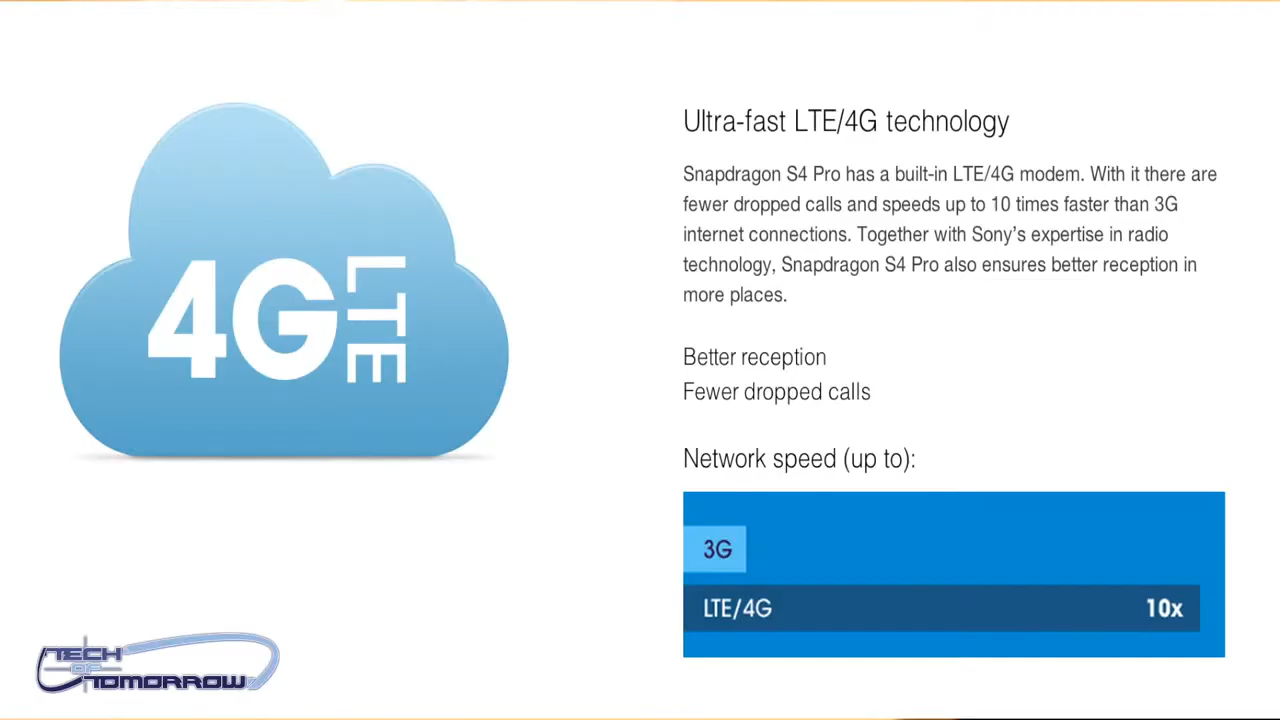 4G LTE
Ultra-fast LTE/4G technology
Snapdragon S4 Pro has a built-in LTE/4G modem. With it there are
fewer dropped calls and speeds up to 10 times faster than 3G
internet connections. Together with Sony's expertise in radio
technology, Snapdragon S4 Pro also ensures better reception in
more places.
Better reception
Fewer dropped calls
Network speed (up to):
3G
LTE/4G 10x
TECH
OF
TOMORROW